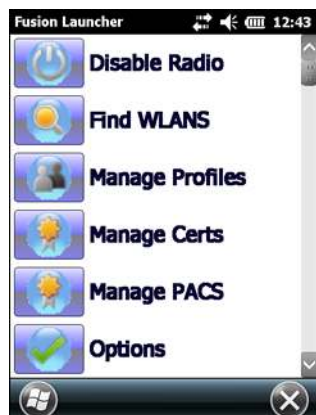 Fusion Launcher 12:43
Disable Radio
Find WLANS
Manage Profiles
Manage Certs
Manage PACS
Options